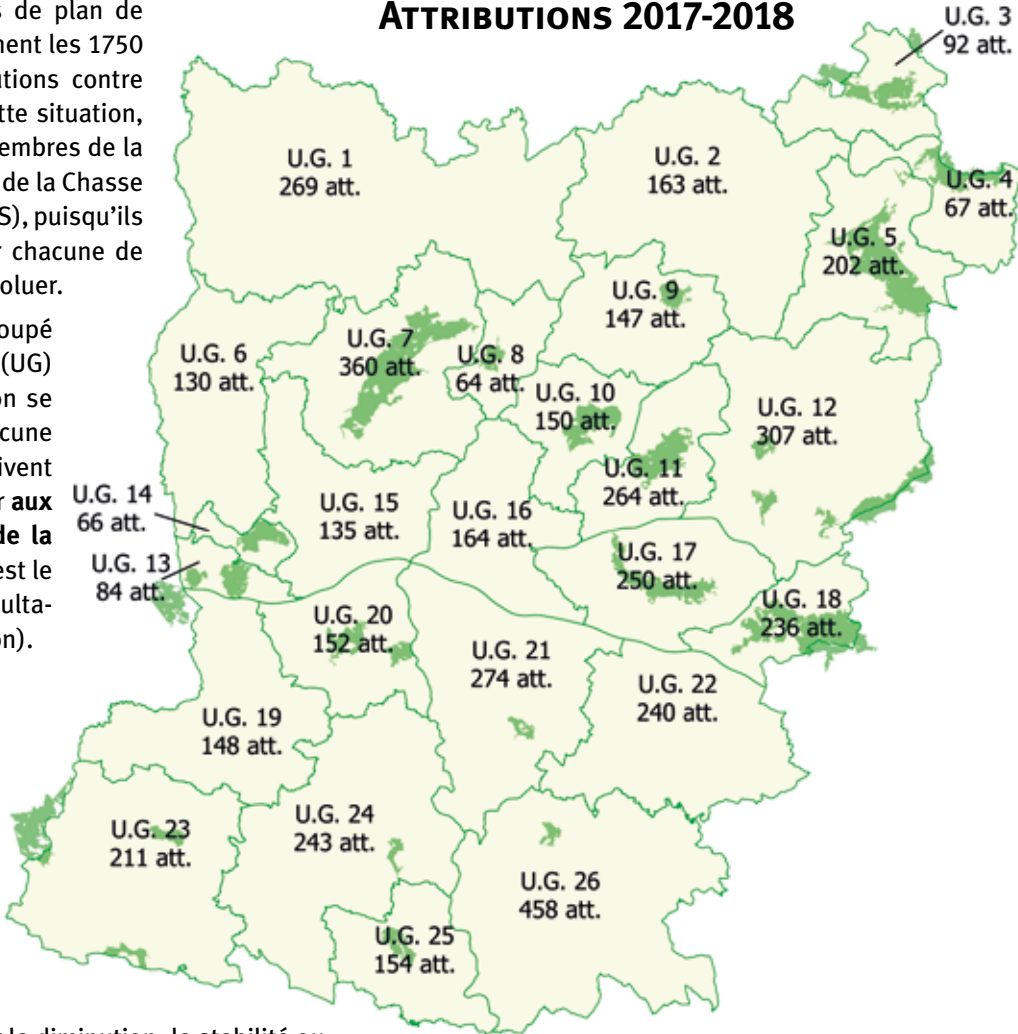 s de plan de
ment les 1750
utions contre
tte situation,
embres de la
de la Chasse
S), puisqu'ils
r chacune de
oluer.
oupé
(UG)
on se
cune
ivent
r aux
de la
est le
ulta-
on).
ATTRIBUTIONS 2017-2018
U.G. 3
92 att.
U.G. 1
269 att.
U.G. 2
163 att.
U.G. 4
67 att.
U.G. 5
202 att.
U.G. 9
147 att.
U.G. 7
360 att.
U.G. 8
64 att.
U.G. 6
130 att.
U.G. 10
150 att.
U.G. 12
307 att.
U.G. 11
264 att.
U.G. 14
66 att.
U.G. 15
135 att.
U.G. 16
164 att.
U.G. 13
84 att.
U.G. 17
250 att.
U.G. 18
236 att.
U.G. 20
152 att.
U.G. 21
274 att.
U.G. 22
240 att.
U.G. 19
148 att.
U.G. 23
211 att.
U.G. 24
243 att.
U.G. 26
458 att.
U.G. 25
154 att.
la diminution, la stabilité ou